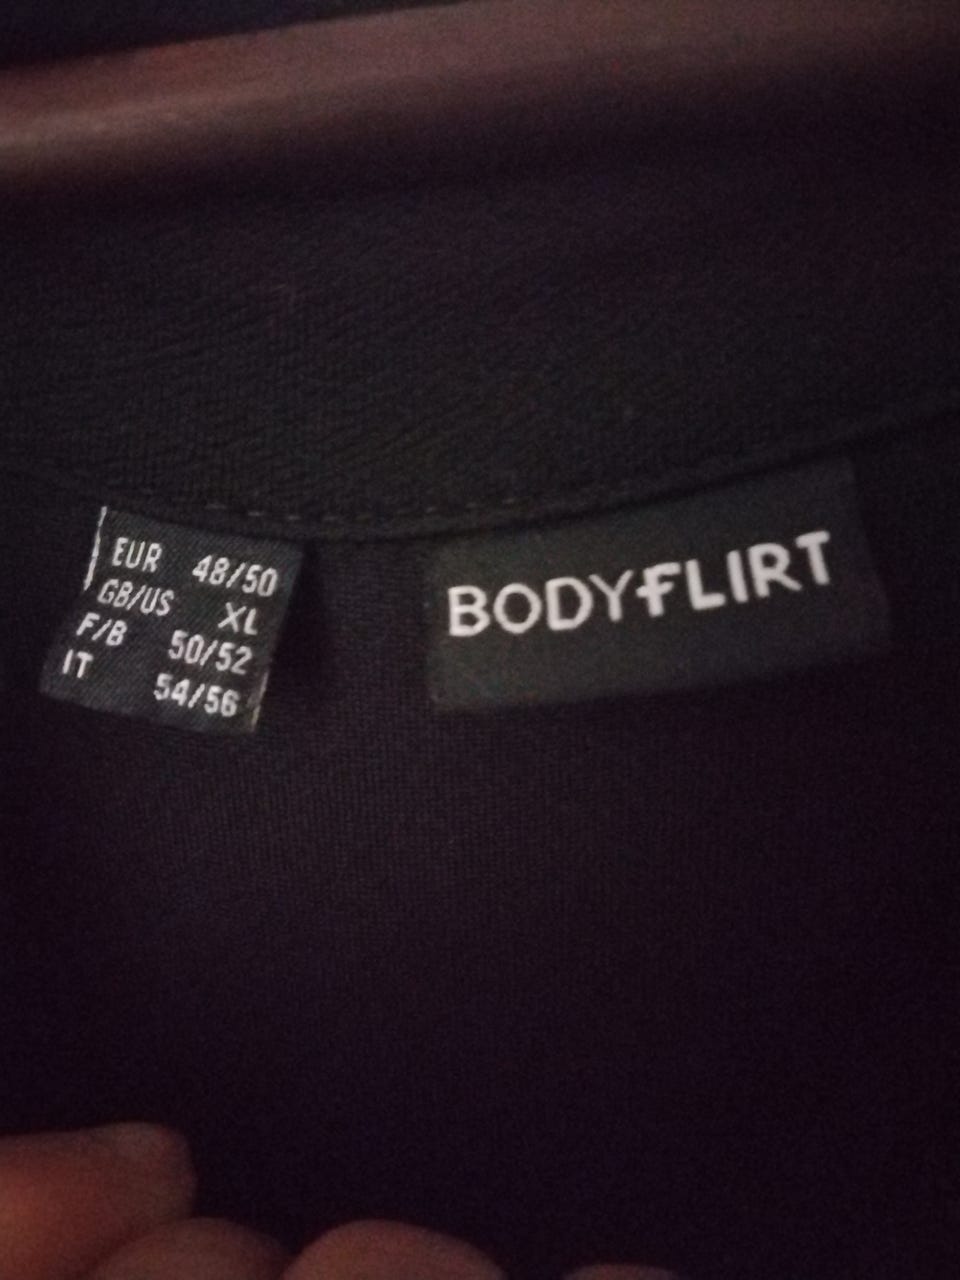 EUR 48/50
GB/US XL
F/B 50/52
IT 54/56
BODYFLIRT